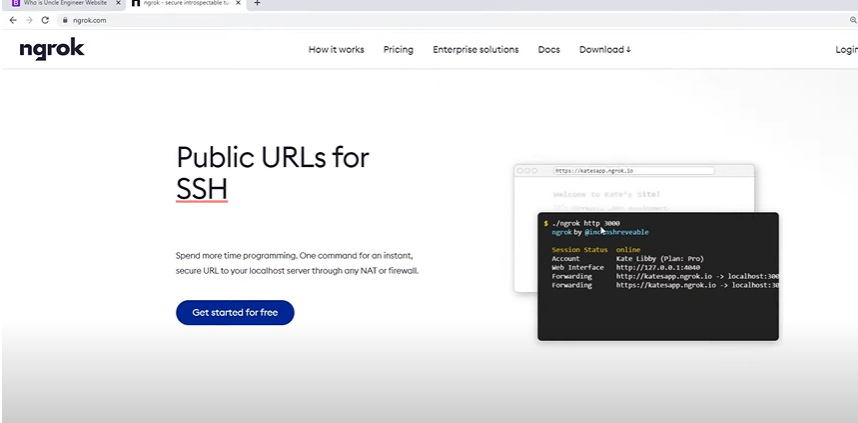 Who is Uncle Engineer Website
ngrok - secure introspectable tu
ngrok.com
ngrok
How it works
Pricing
Enterprise solutions
Docs
Download
Login
Public URLs for
SSH
Spend more time programming. One command for an instant,
secure URL to your localhost server through any NAT or firewall.
Get started for free
https://katesapp.ngrok.io
Welcome to Kate's Site!
$ ./ngrok http 3000
ngrok by @inconshreveable
Session Status online
Account Kate Libby (Plan: Pro)
Web Interface http://127.0.0.1:4040
Forwarding http://katesapp.ngrok.io -> localhost:300
Forwarding https://katesapp.ngrok.io -> localhost:30